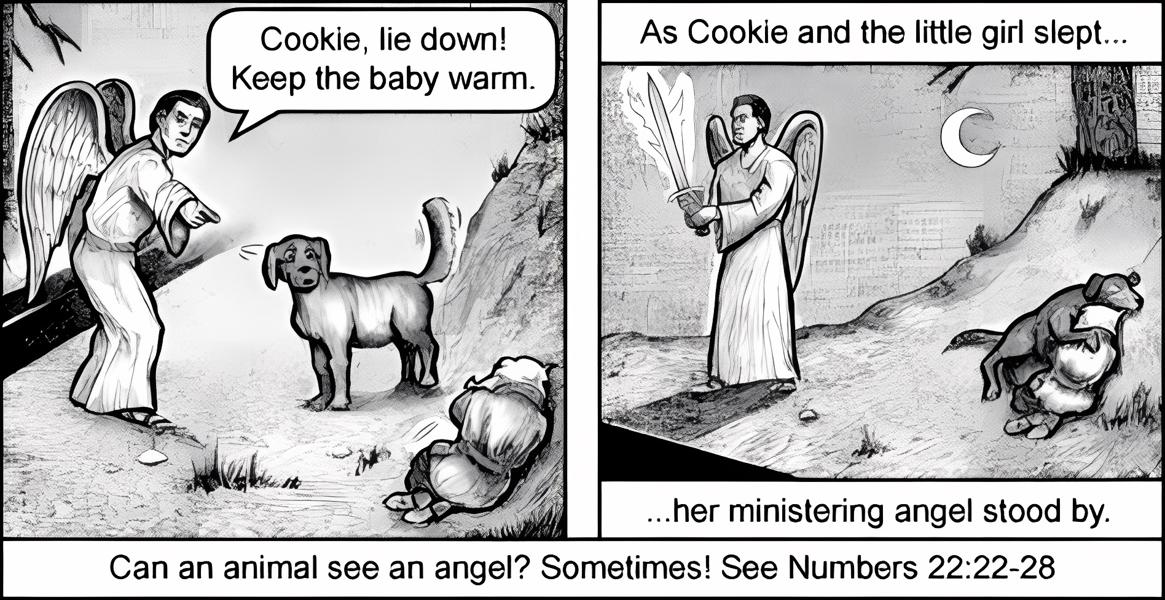 Cookie, lie down!
Keep the baby warm.
As Cookie and the little girl slept...
...her ministering angel stood by.
Can an animal see an angel? Sometimes! See Numbers 22:22-28